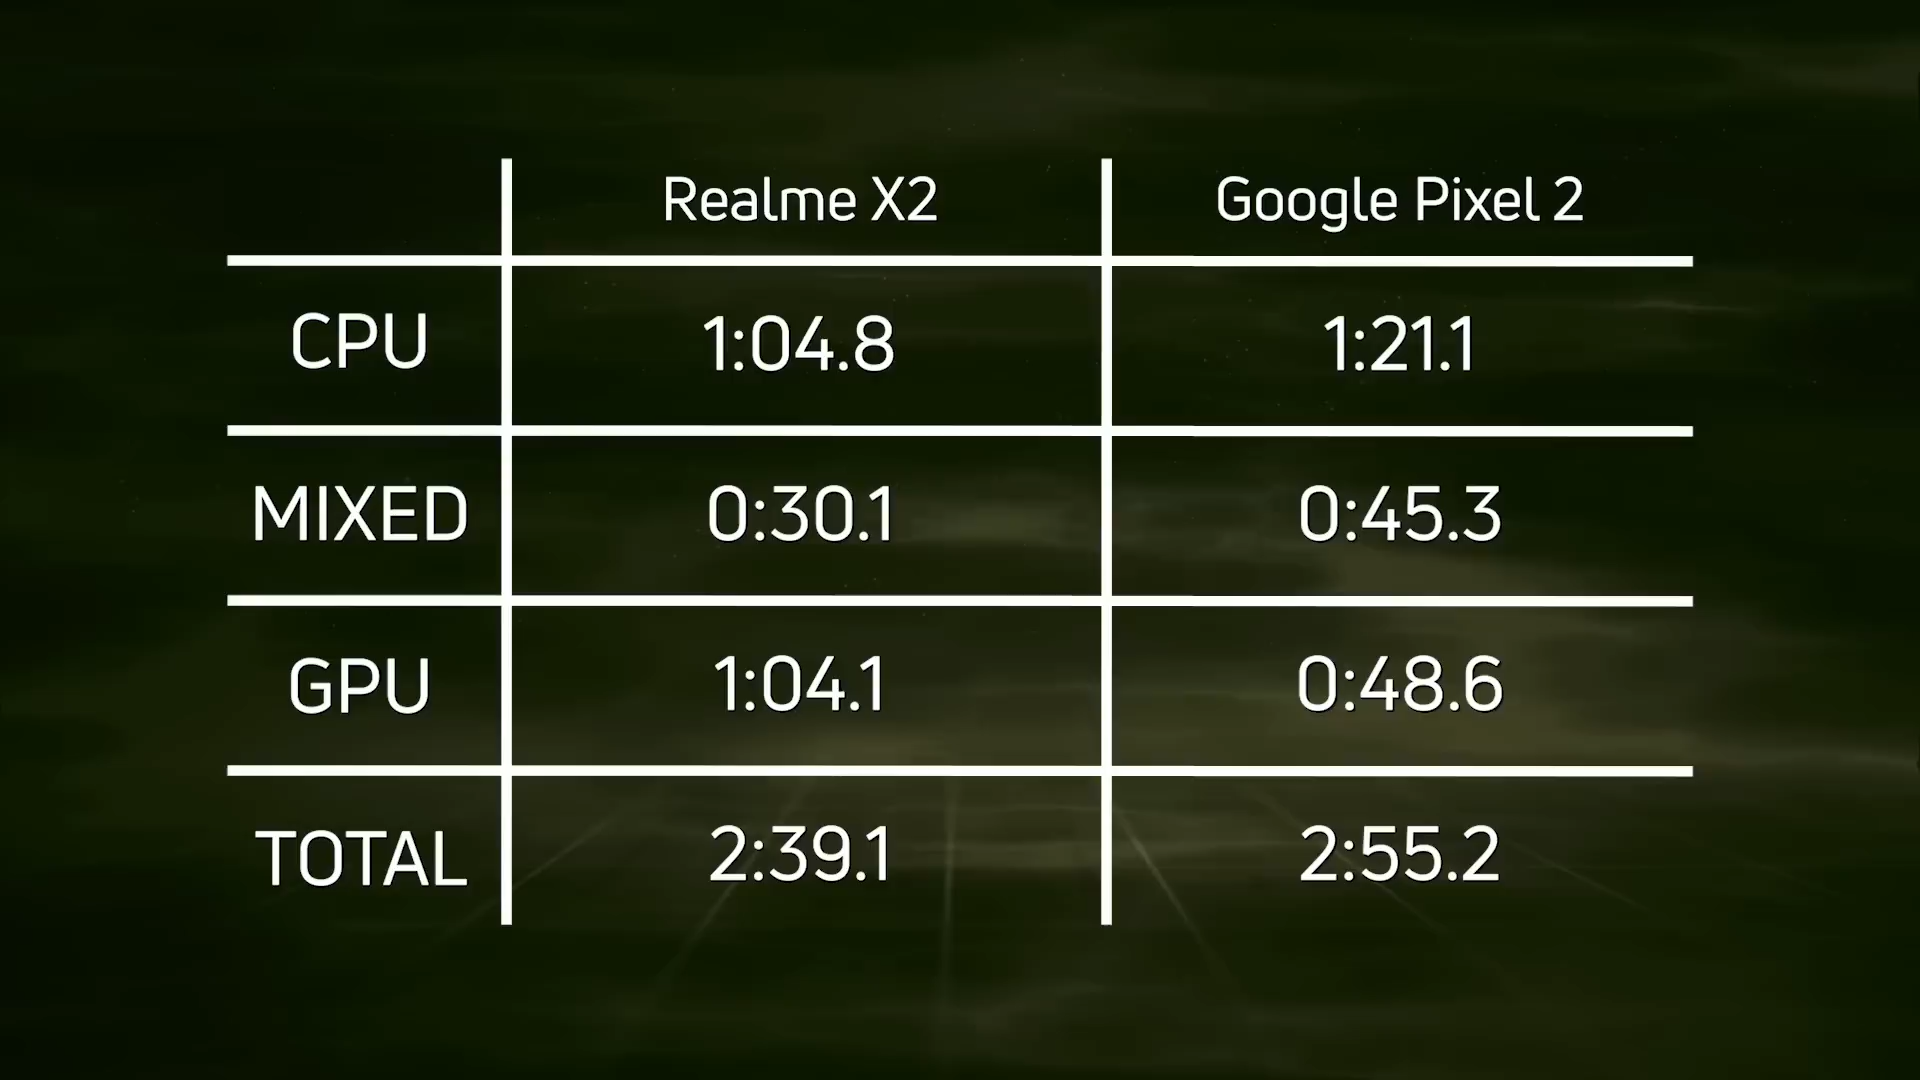 Realme X2 Google Pixel 2
CPU 1:04.8 1:21.1
MIXED 0:30.1 0:45.3
GPU 1:04.1 0:48.6
TOTAL 2:39.1 2:55.2